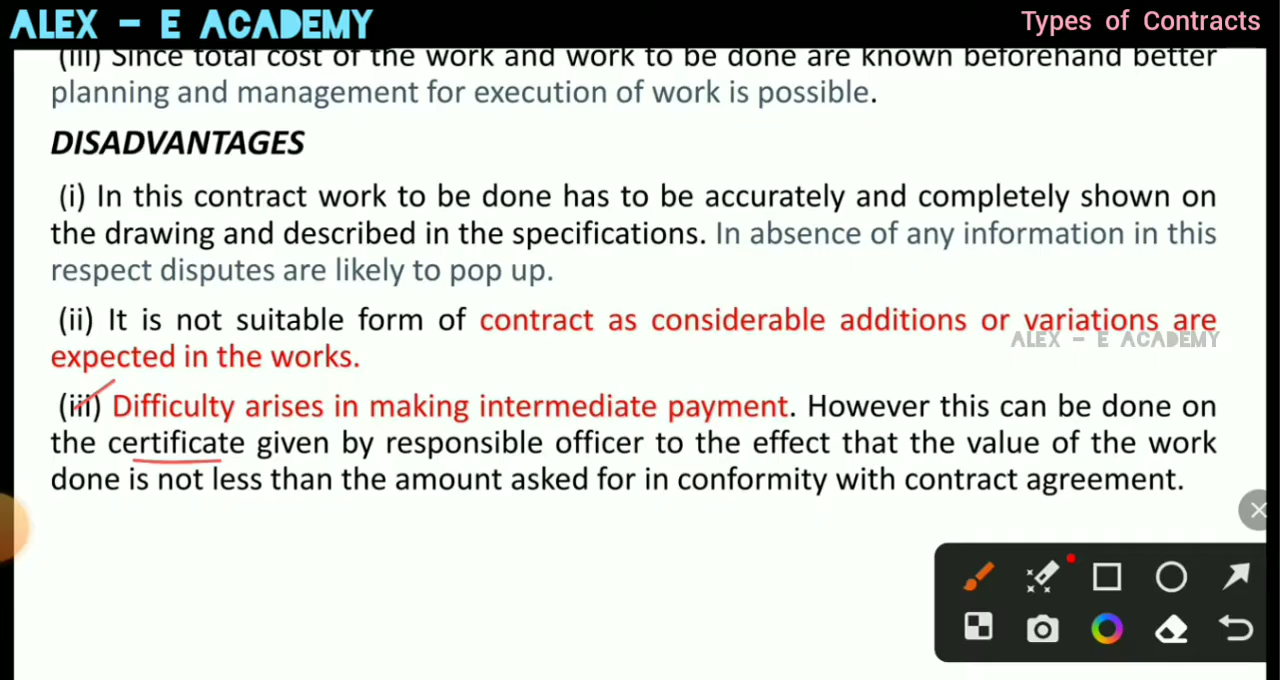 ALEX - E ACADEMY
Types of Contracts
(iii) Since total cost of the work and work to be done are known beforehand better
planning and management for execution of work is possible.
DISADVANTAGES
(i) In this contract work to be done has to be accurately and completely shown on
the drawing and described in the specifications. In absence of any information in this
respect disputes are likely to pop up.
(ii) It is not suitable form of contract as considerable additions or variations are
ALEX - E ACADEMY
expected in the works.
(iii) Difficulty arises in making intermediate payment. However this can be done on
the certificate given by responsible officer to the effect that the value of the work
done is not less than the amount asked for in conformity with contract agreement.